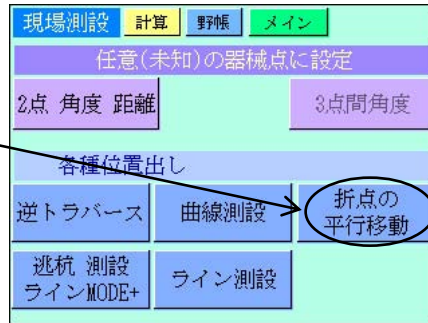 現場測設 計算 野帳 メイン
任意(未知)の器械点に設定
2点 角度 距離 3点間角度
各種位置出し
逆トラバース 曲線測設 折点の
平行移動
逃杭 測設
ラインMODE+ ライン測設